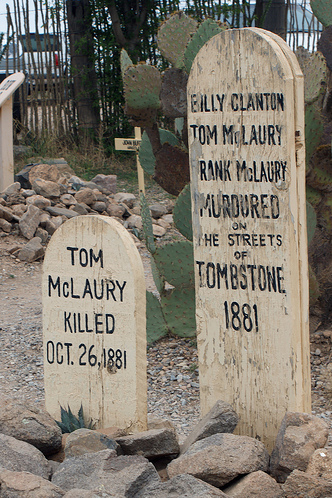 TOM
McLAURY
KILLED
OCT. 26, 1881
BILLY CLANTON
TOM McLAURY
FRANK McLAURY
MURDURED
ON
THE STREETS
OF
TOMBSTONE
1881